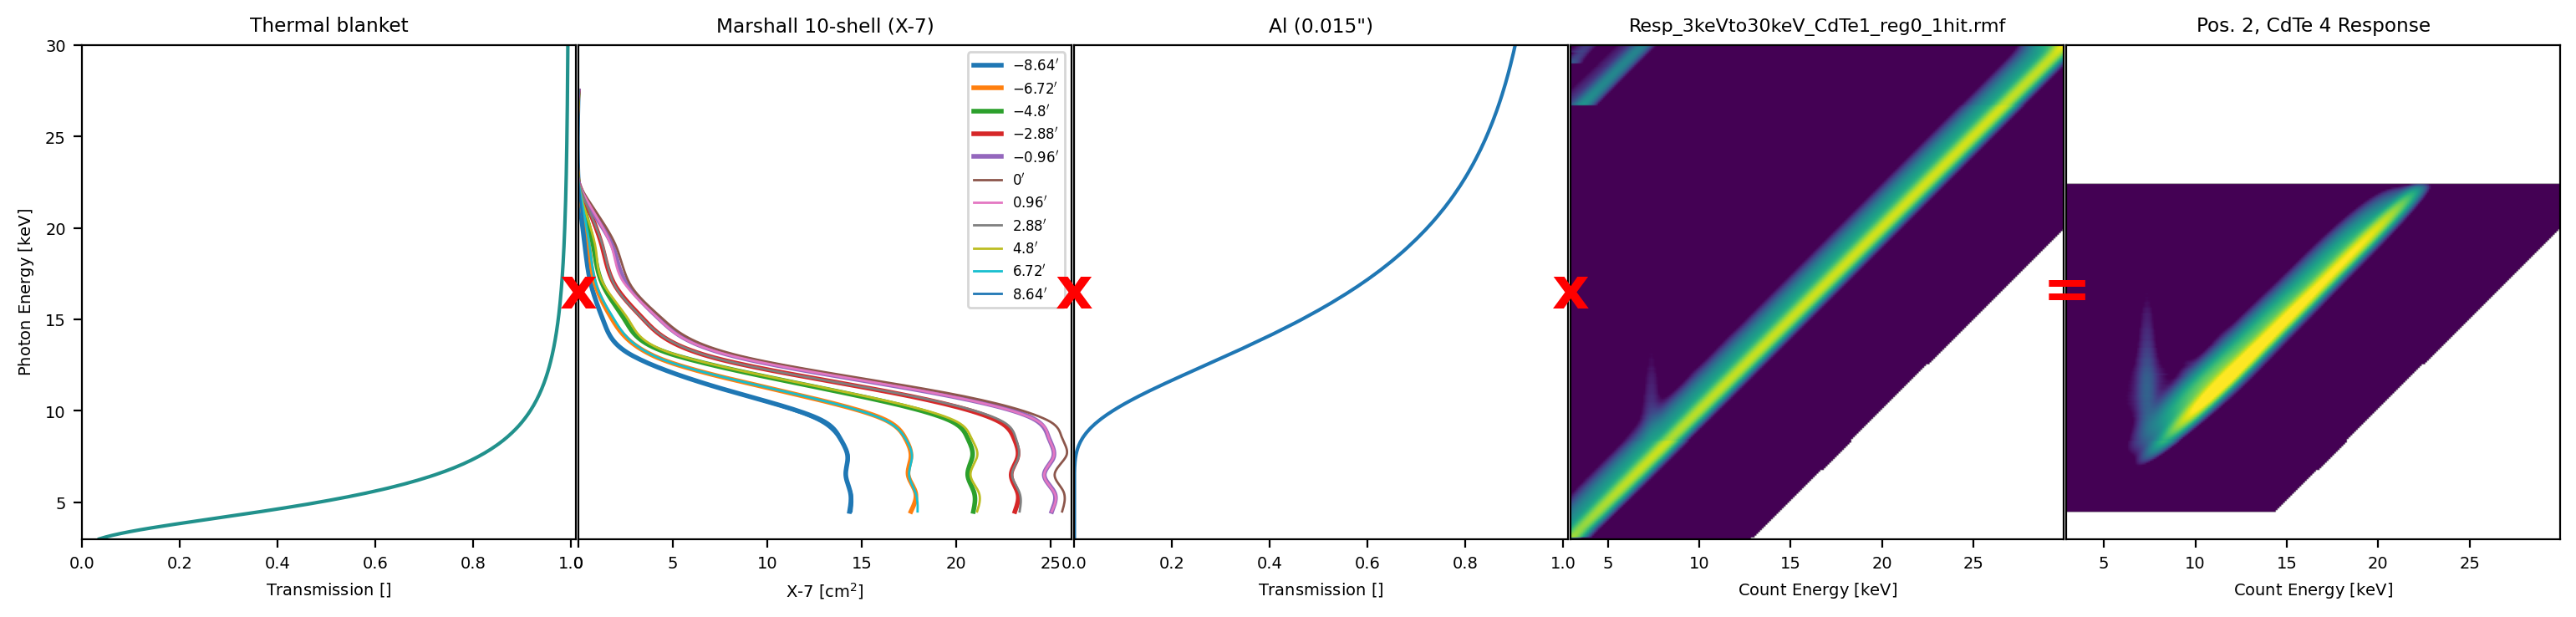 Thermal blanket
Marshall 10-shell (X-7)
Al (0.015")
Resp_3keVto30keV_CdTe1_reg0_1hit.rmf
Pos. 2, CdTe 4 Response
Photon Energy [keV]
30
25
20
15
10
5
0.0 0.2 0.4 0.6 0.8 1.0
Transmission []
−8.64′
−6.72′
−4.8′
−2.88′
−0.96′
0′
0.96′
2.88′
4.8′
6.72′
8.64′
0 5 10 15 20 25
X-7 [cm²]
0.0 0.2 0.4 0.6 0.8 1.0
Transmission []
5 10 15 20 25
Count Energy [keV]
5 10 15 20 25
Count Energy [keV]
x
x
x
=